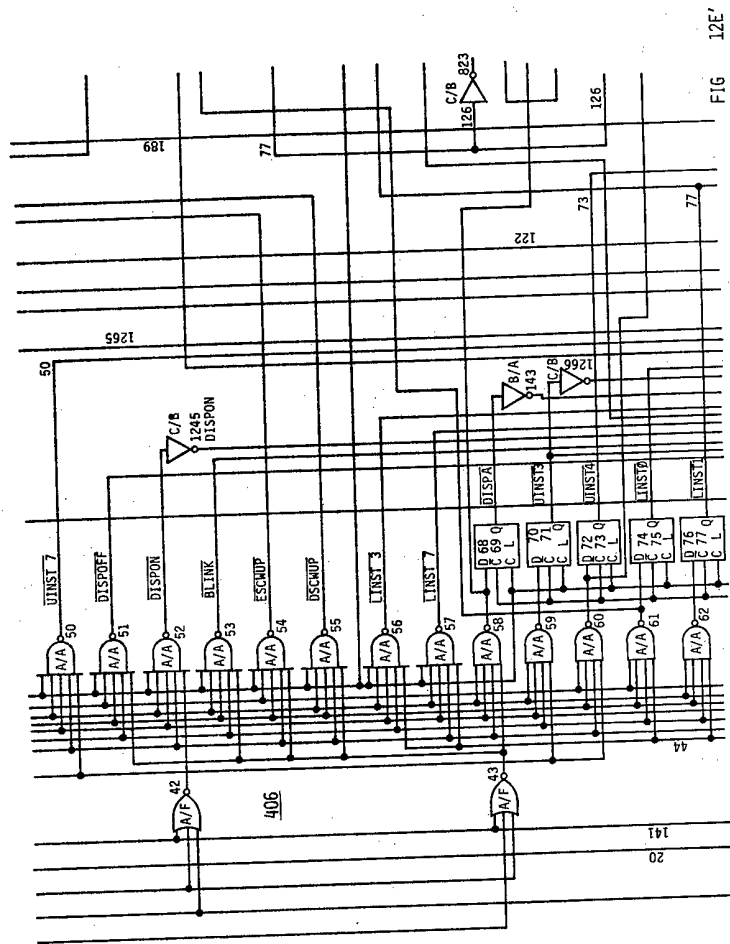 189
77
126
C/B
823
126
FIG 12E'
73
77
122
1265
50
UINST 7
A/A
50
DISPOFF
A/A
51
DISPON
A/A
52
C/B
1245
DISPON
BLINK
A/A
53
ESCWUP
A/A
54
DSCWUP
A/A
55
LINST 3
A/A
56
LINST 7
A/A
57
A/A
58
D 68
C 69 Q
C L
DISPA
B/A
143
A/A
59
D 70
C 71 Q
C L
UINST3
C/B
1266
A/A
60
D 72
C 73 Q
C L
UINST4
A/A
61
D 74
C 75 Q
C L
LINST0
A/A
62
D 76
C 77 Q
C L
LINST1
44
42
A/F
406
43
A/F
141
20